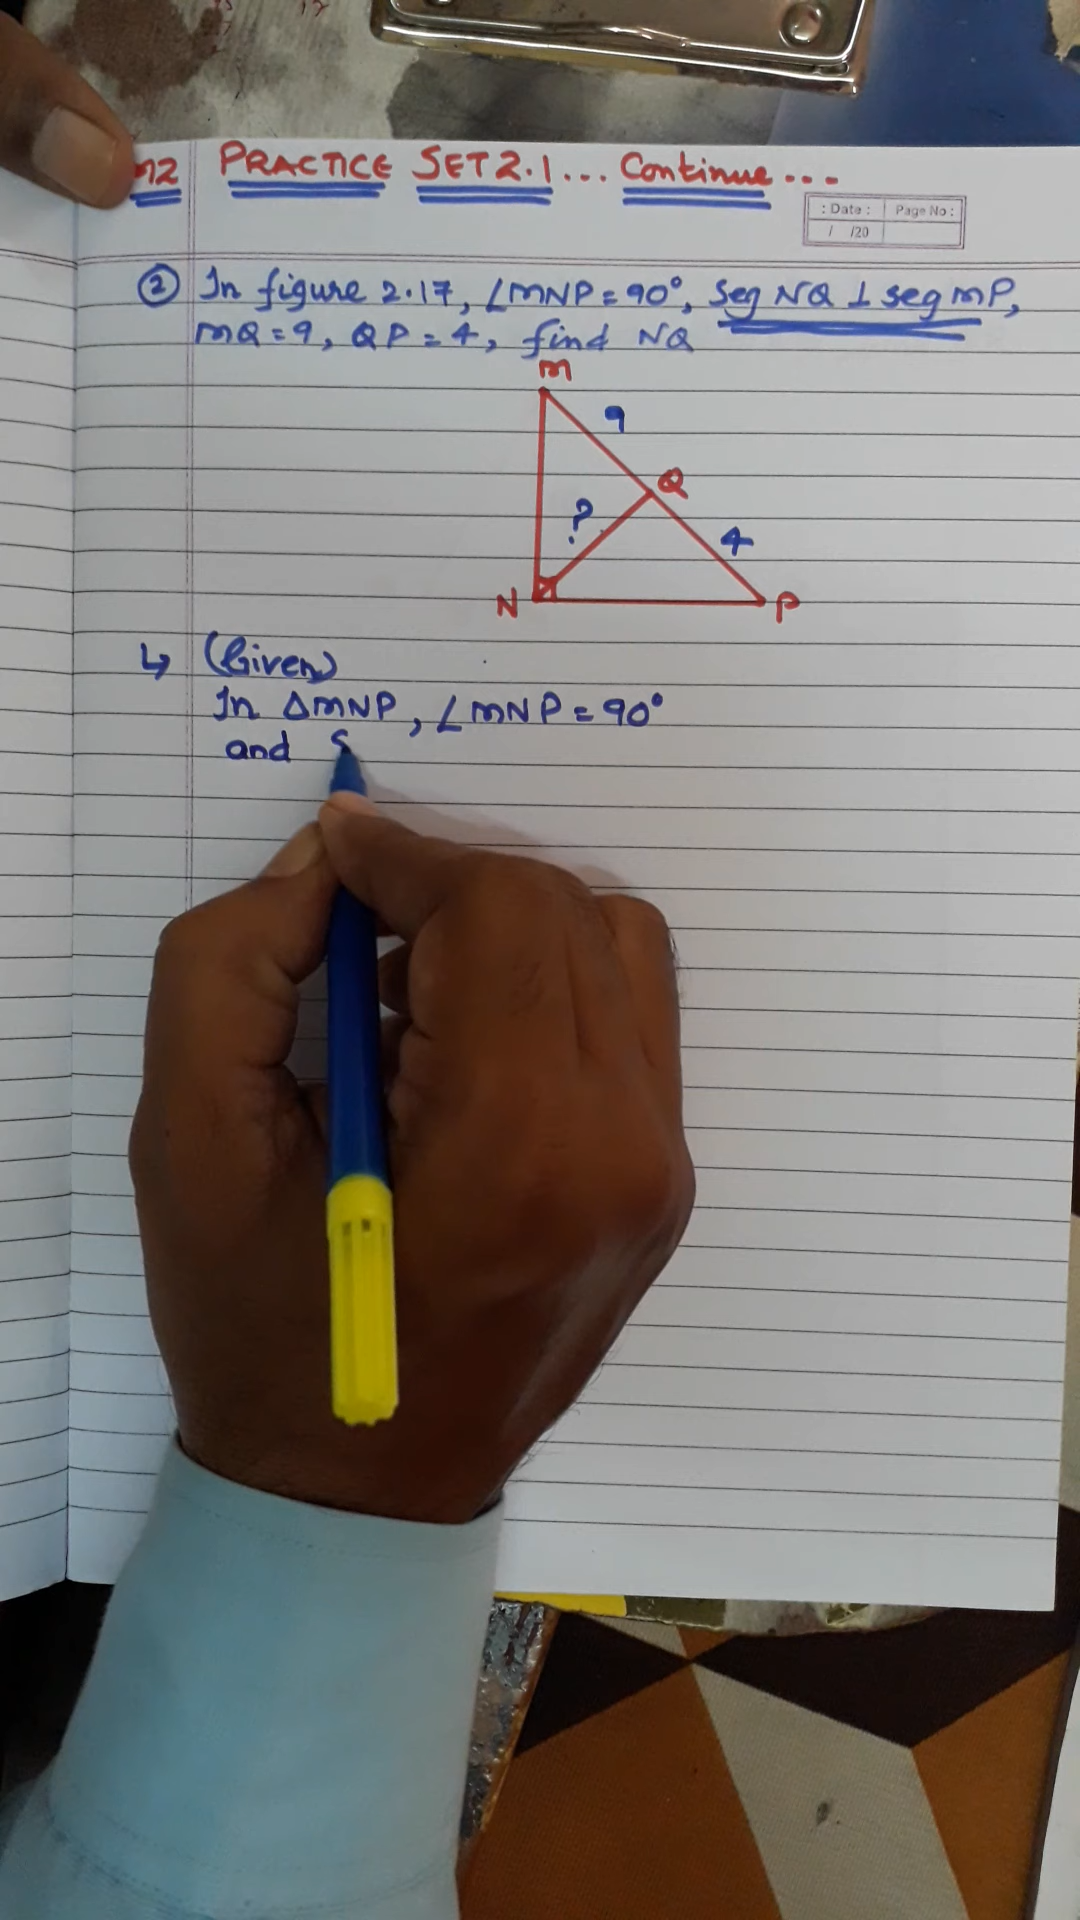 PRACTICE SET 2.1... Continue...
: Date : Page No :
/ /20
② In figure 2.17, ∠MNP = 90°, seg NQ ⊥ seg MP,
MQ = 9, QP = 4, find NQ
M
9
Q
?
4
N
P
↳ (Given)
In ΔMNP, ∠MNP = 90°
and S